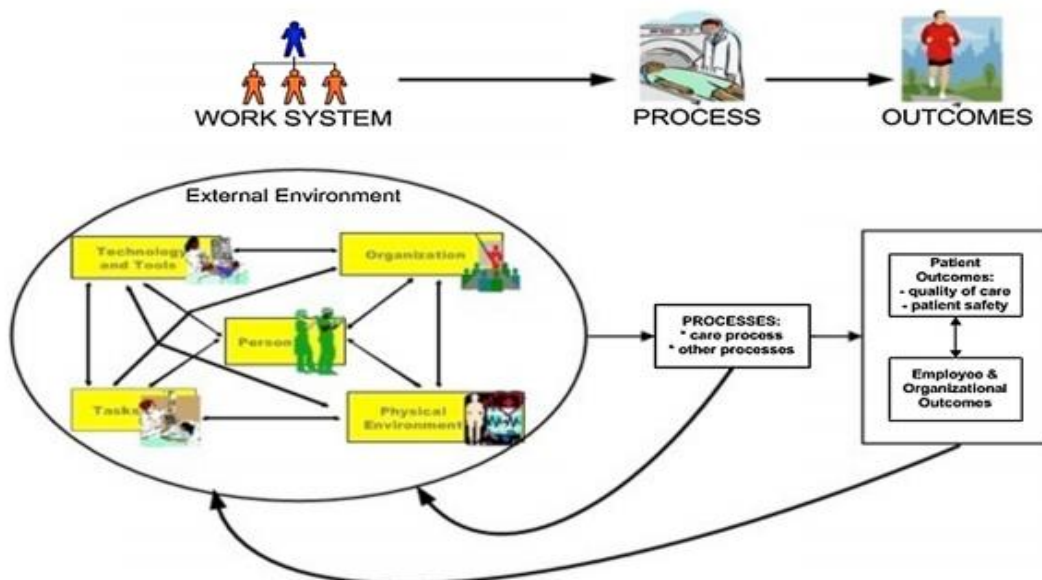 WORK SYSTEM
PROCESS
OUTCOMES
External Environment
Technology
and Tools
Organization
Person
Tasks
Physical
Environment
PROCESSES:
* care process
* other processes
Patient
Outcomes:
- quality of care
- patient safety
Employee &
Organizational
Outcomes